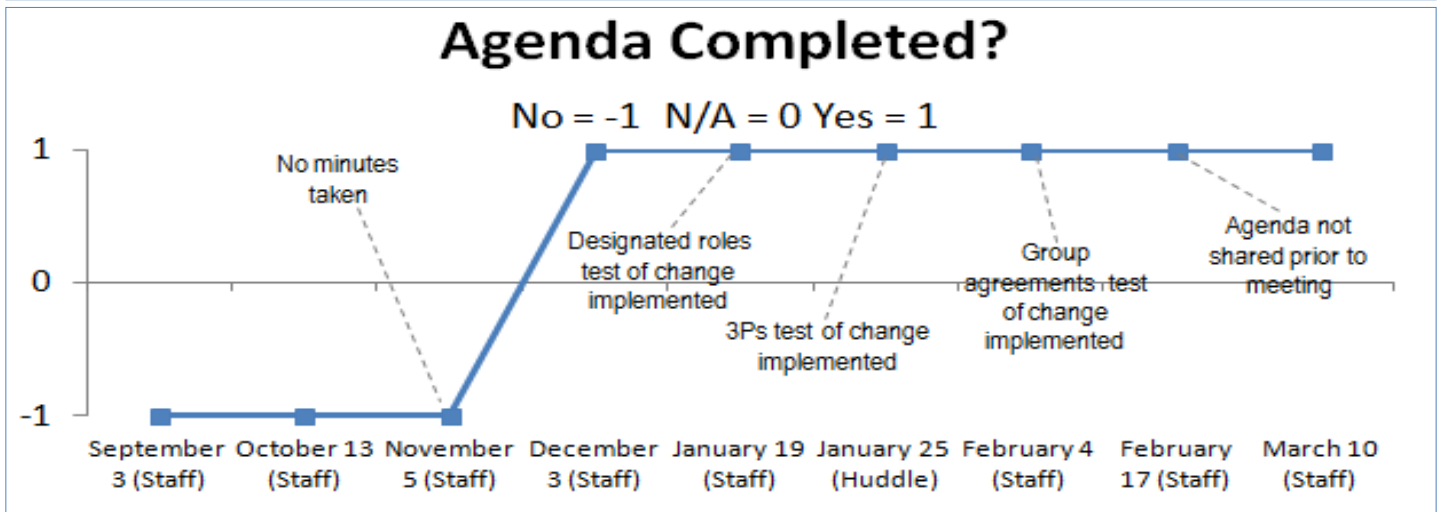 Agenda Completed?
No = -1 N/A = 0 Yes = 1
1
0
-1
No minutes
taken
Designated roles
test of change
implemented
3Ps test of change
implemented
Group
agreements test
of change
implemented
Agenda not
shared prior to
meeting
September
3 (Staff)
October 13
(Staff)
November
5 (Staff)
December
3 (Staff)
January 19
(Staff)
January 25
(Huddle)
February 4
(Staff)
February
17 (Staff)
March 10
(Staff)